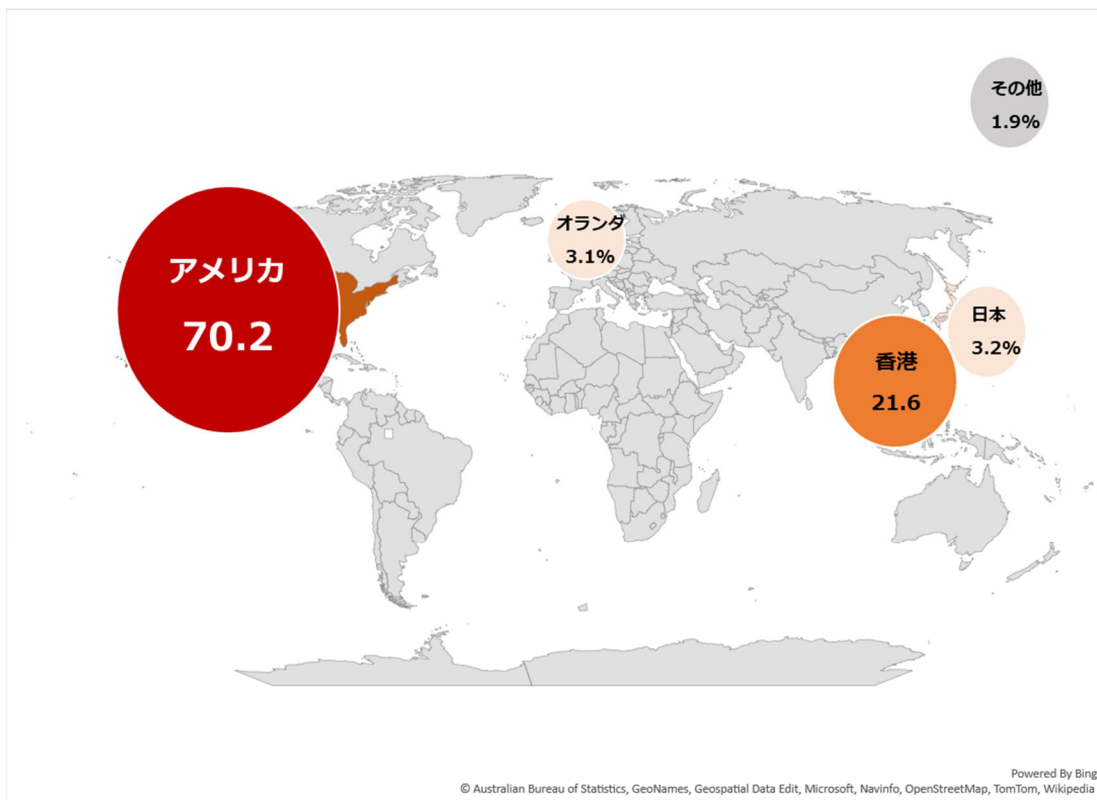 その他
1.9%
オランダ
3.1%
アメリカ
70.2
日本
3.2%
香港
21.6
Powered By Bing
© Australian Bureau of Statistics, GeoNames, Geospatial Data Edit, Microsoft, Navinfo, OpenStreetMap, TomTom, Wikipedia